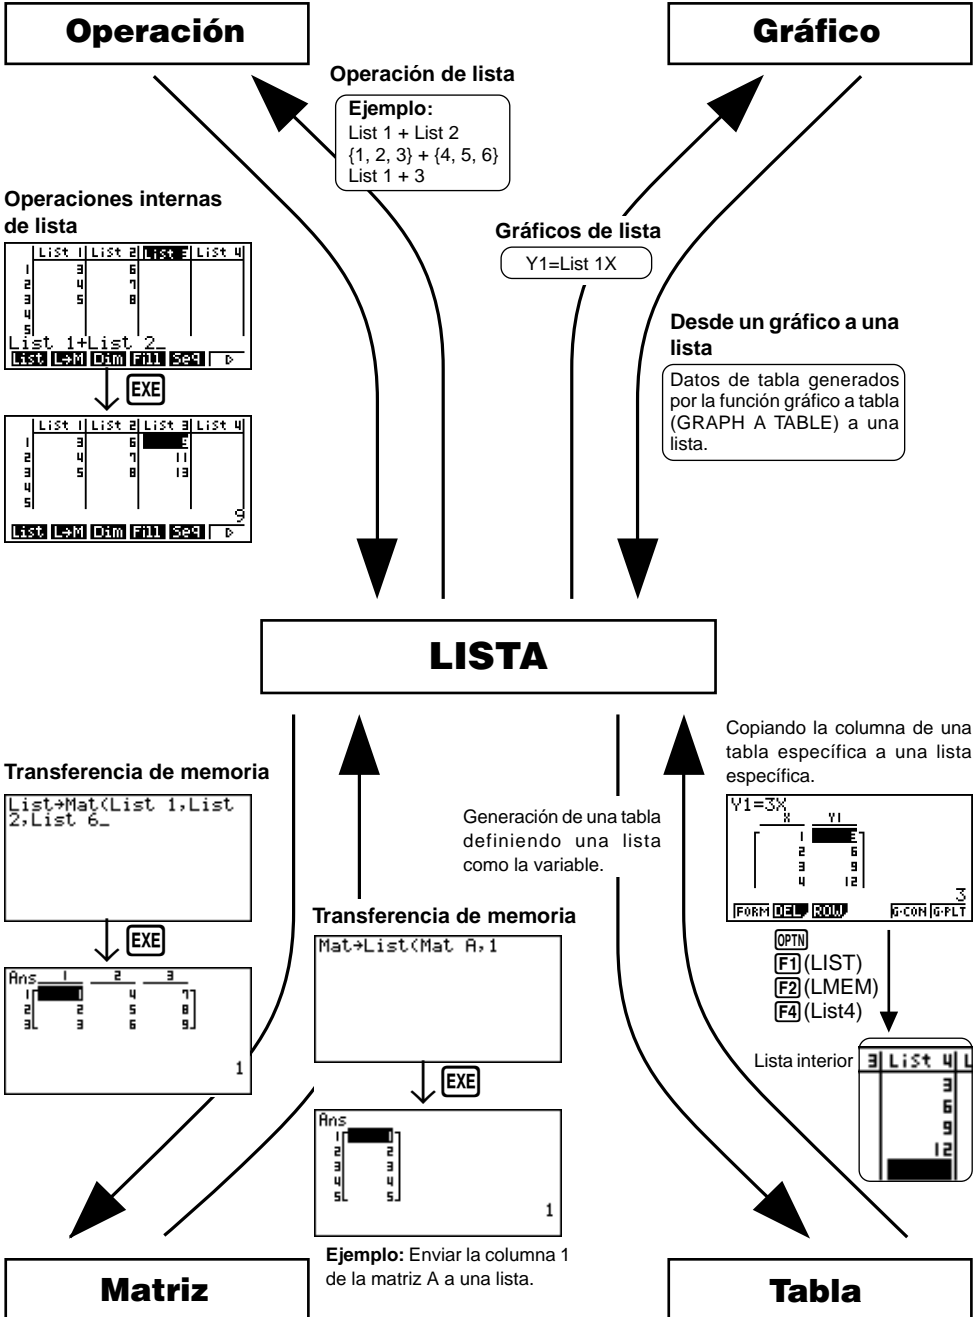 Operación
Gráfico
Operación de lista
Ejemplo:
List 1 + List 2
{1, 2, 3} + {4, 5, 6}
List 1 + 3
Operaciones internas
de lista
List 1 List 2 List 3 List 4
1 3 6
2 4 7
3 5 8
4
5
List 1+List 2_
List L→M Dim Fill Seq ▷
EXE
List 1 List 2 List 3 List 4
1 3 6 9
2 4 7 11
3 5 8 13
4
5
9
List L→M Dim Fill Seq ▷
Gráficos de lista
Y1=List 1X
Desde un gráfico a una
lista
Datos de tabla generados
por la función gráfico a tabla
(GRAPH A TABLE) a una
lista.
LISTA
Transferencia de memoria
List→Mat(List 1,List
2,List 6_
EXE
Ans 1 2 3
1 1 4 7
2 2 5 8
3 3 6 9
1
Transferencia de memoria
Mat→List(Mat A,1
EXE
Ans
1 1
2 2
3 3
4 4
5 5
1
Ejemplo: Enviar la columna 1
de la matriz A a una lista.
Generación de una tabla
definiendo una lista
como la variable.
Copiando la columna de una
tabla específica a una lista
específica.
Y1=3X
X Y1
1 3
2 6
3 9
4 12
3
FORM DEL ROW G·CON G·PLT
OPTN
F1 (LIST)
F2 (LMEM)
F4 (List4)
Lista interior
3 List 4 L
3
6
9
12
Matriz
Tabla